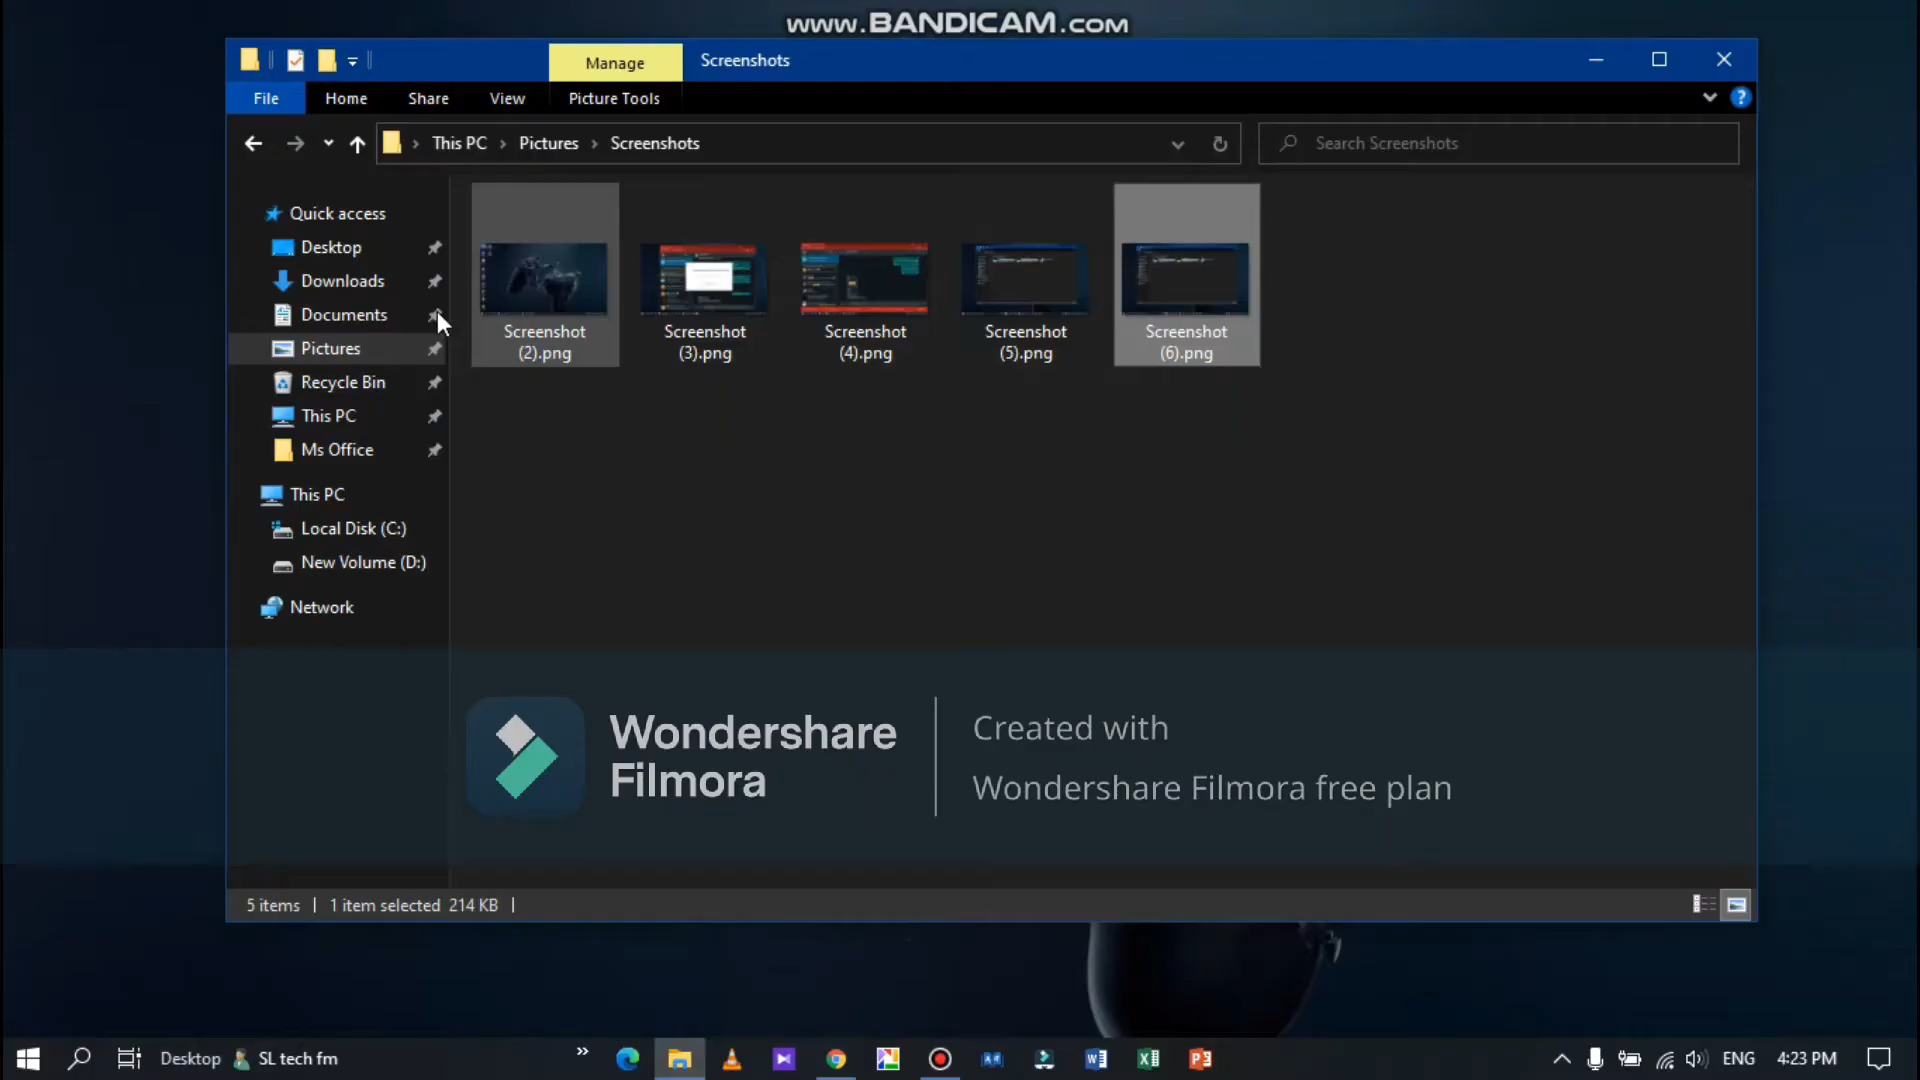 www.BANDICAM.com
Manage
Screenshots
File
Home
Share
View
Picture Tools
This PC
Pictures
Screenshots
Search Screenshots
Quick access
Desktop
Downloads
Documents
Pictures
Recycle Bin
This PC
Ms Office
This PC
Local Disk (C:)
New Volume (D:)
Network
Screenshot
(2).png
Screenshot
(3).png
Screenshot
(4).png
Screenshot
(5).png
Screenshot
(6).png
Wondershare
Filmora
Created with
Wondershare Filmora free plan
5 items
1 item selected 214 KB
Desktop
SL tech fm
ENG
4:23 PM